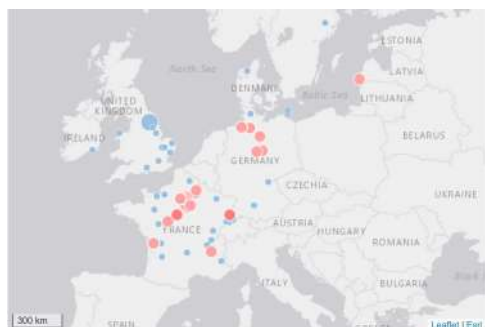 ESTONIA
North Sea
LATVIA
DENMARK
Baltic Sea
LITHUANIA
UNITED
KINGDOM
IRELAND
BELARUS
GERMANY
CZECHIA
UKRAINE
AUSTRIA
FRANCE
HUNGARY
ROMANIA
ITALY
BULGARIA
Black
300 km
SPAIN
Leaflet | Esri